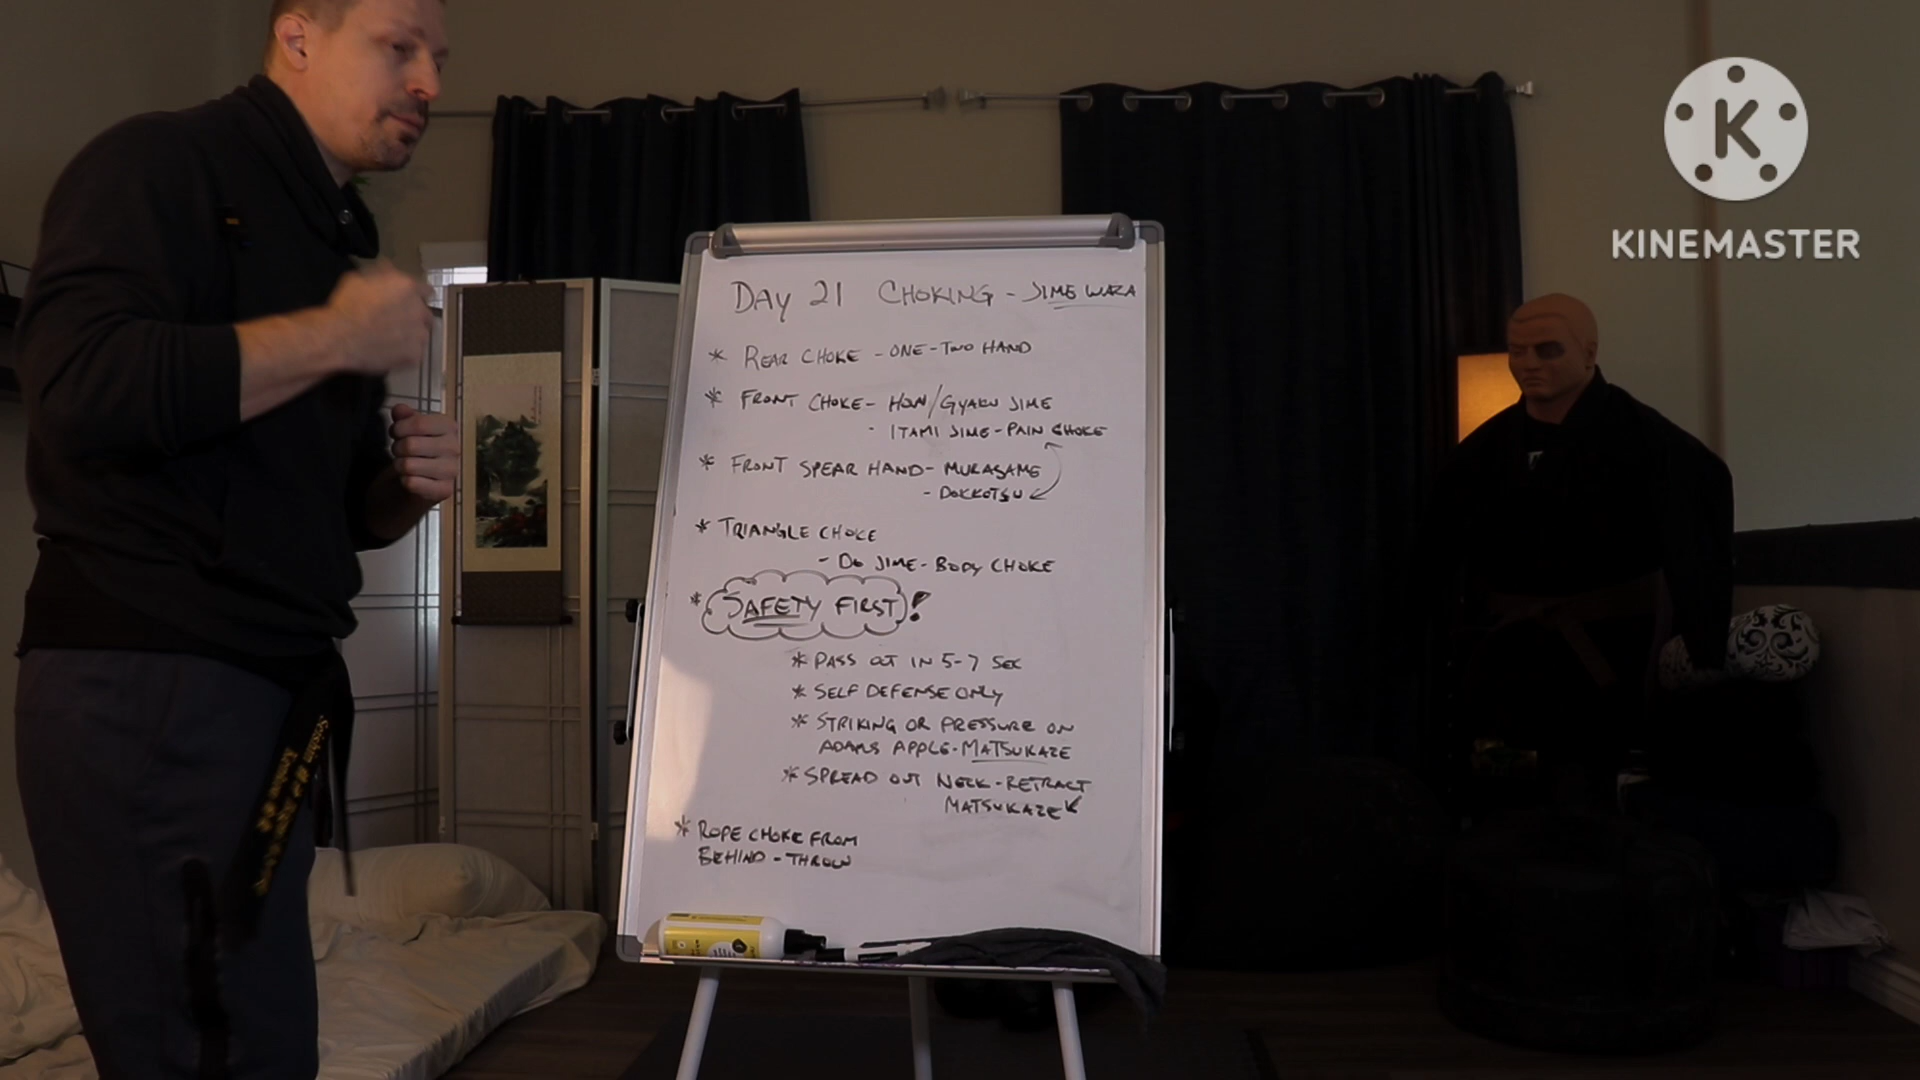 K
KINEMASTER
DAY 21 CHOKING - JIME WAZA
* REAR CHOKE - ONE-TWO HAND
* FRONT CHOKE - HON/GYAKU JIME
- ITAMI JIME - PAIN CHOKE
* FRONT SPEAR HAND - MURASAME
- DOKKOTSU
* TRIANGLE CHOKE
- DO JIME - BODY CHOKE
* SAFETY FIRST!
* PASS OUT IN 5-7 SEC
* SELF DEFENSE ONLY
* STRIKING OR PRESSURE ON
ADAMS APPLE - MATSUKAZE
* SPREAD OUT NECK - RETRACT
MATSUKAZE
* ROPE CHOKE FROM
BEHIND - THROW